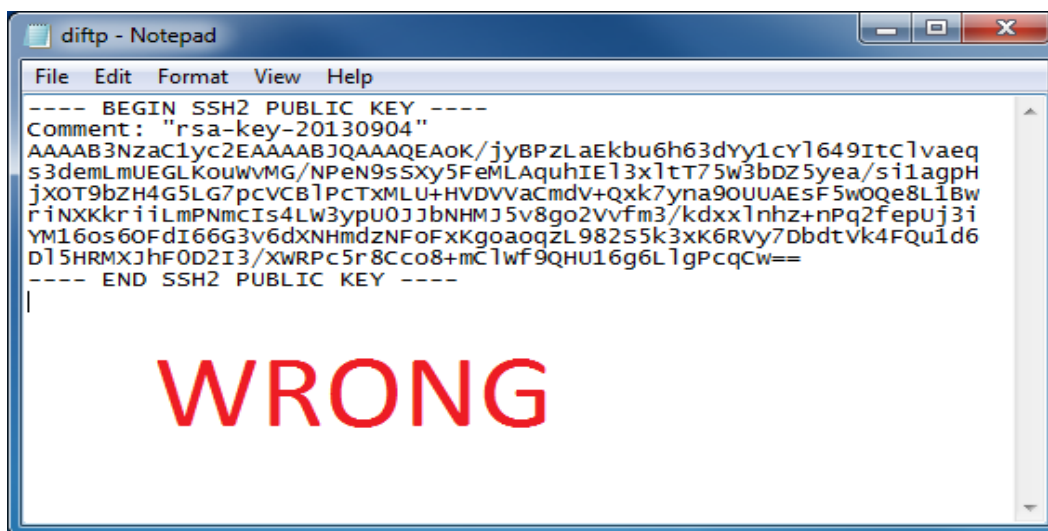 diftp - Notepad
File Edit Format View Help
---- BEGIN SSH2 PUBLIC KEY ----
Comment: "rsa-key-20130904"
AAAAB3NzaC1yc2EAAAABJQAAAQEAoK/jyBPzLaEkbu6h63dYy1cYl649ItClvaeq
s3demLmUEGLKouWvMG/NPeN9sSXy5FeMLAquhIEl3xltT75W3bDZ5yea/si1agpH
jXOT9bZH4G5LG7pcVCBlPcTxMLU+HVDVVaCmdV+Qxk7yna9OUUAEsF5wOQe8L1Bw
riNXKkriiLmPNmcIs4LW3ypU0JJbNHMJ5v8go2Vvfm3/kdxxlnhz+nPq2fepUj3i
YM16os6OFdI66G3v6dXNHmdzNFoFxKgoaoqzL982S5k3xK6RVy7DbdtVk4FQu1d6
Dl5HRMXJhF0D2I3/XWRPc5r8Cco8+mClWf9QHU16g6LlgPcqCw==
---- END SSH2 PUBLIC KEY ----
WRONG